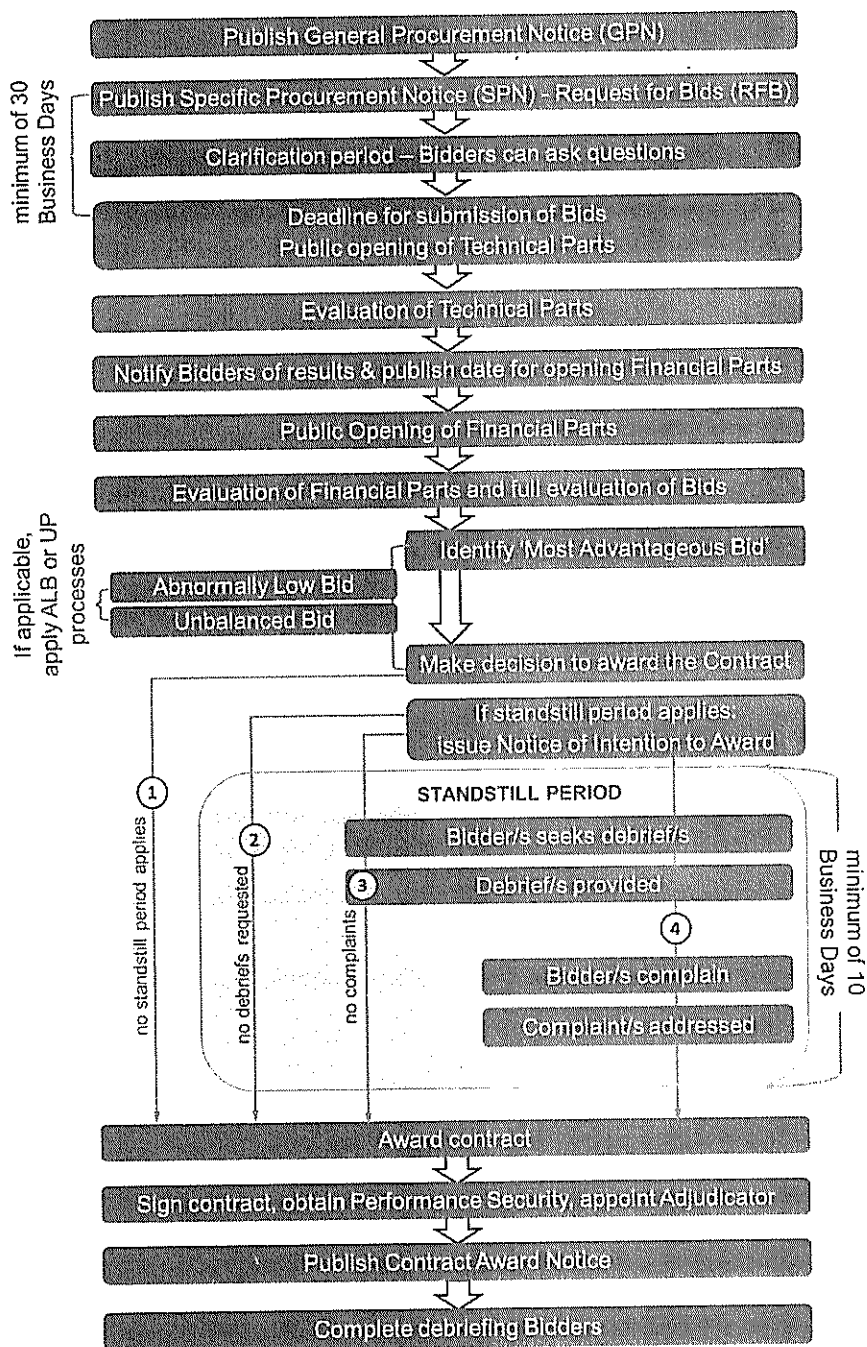 Publish General Procurement Notice (GPN)
Publish Specific Procurement Notice (SPN) - Request for Bids (RFB)
minimum of 30
Business Days
Clarification period – Bidders can ask questions
Deadline for submission of Bids
Public opening of Technical Parts
Evaluation of Technical Parts
Notify Bidders of results & publish date for opening Financial Parts
Public Opening of Financial Parts
Evaluation of Financial Parts and full evaluation of Bids
Identify 'Most Advantageous Bid'
If applicable,
apply ALB or UP
processes
Abnormally Low Bid
Unbalanced Bid
Make decision to award the Contract
If standstill period applies:
issue Notice of Intention to Award
STANDSTILL PERIOD
1
no standstill period applies
2
no debriefs requested
Bidder/s seeks debrief/s
Debrief/s provided
3
no complaints
4
Bidder/s complain
Complaint/s addressed
minimum of 10
Business Days
Award contract
Sign contract, obtain Performance Security, appoint Adjudicator
Publish Contract Award Notice
Complete debriefing Bidders